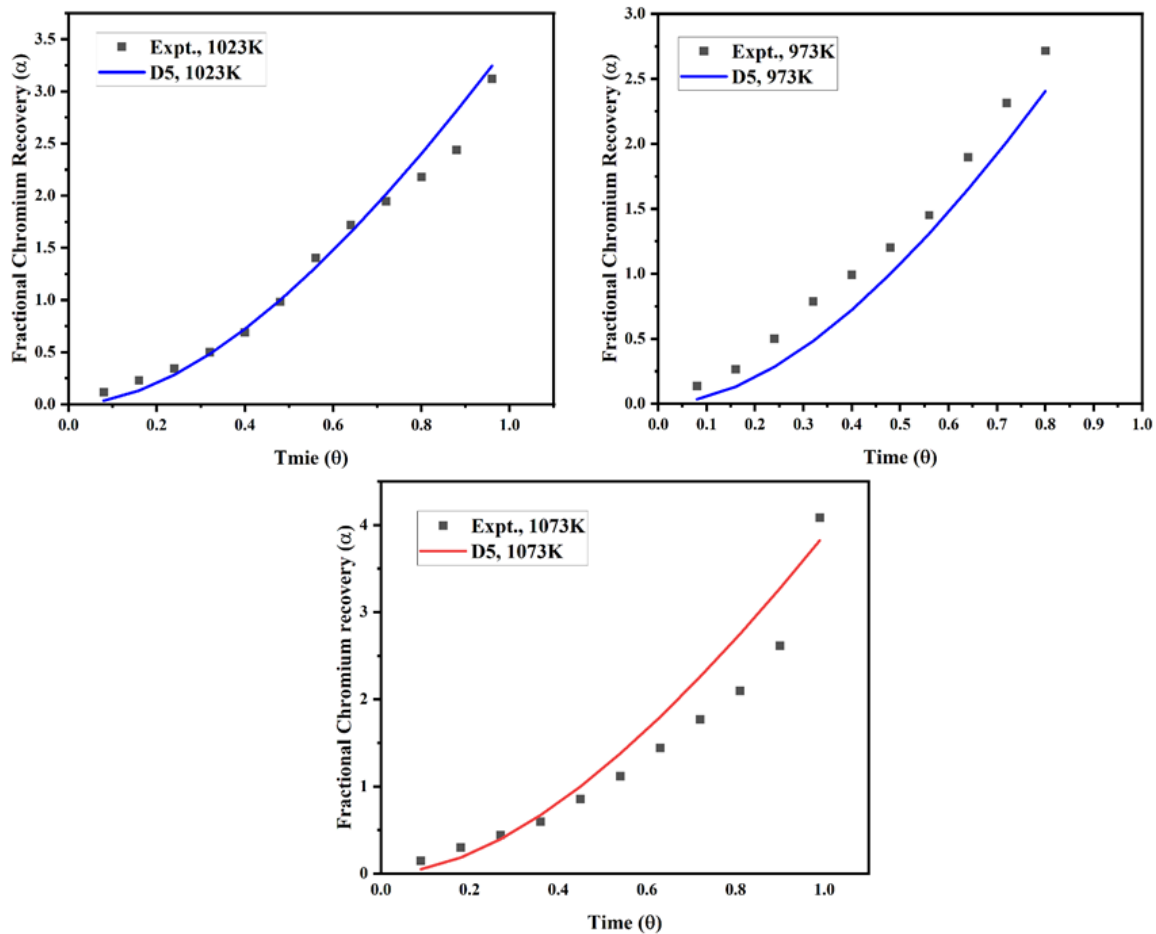 Expt., 1023K
D5, 1023K
Fractional Chromium Recovery (α)
3.5
3.0
2.5
2.0
1.5
1.0
0.5
0.0
0.0 0.2 0.4 0.6 0.8 1.0
Tmie (θ)
Expt., 973K
D5, 973K
Fractional Chromium Recovery (α)
3.0
2.5
2.0
1.5
1.0
0.5
0.0
0.0 0.1 0.2 0.3 0.4 0.5 0.6 0.7 0.8 0.9 1.0
Time (θ)
Expt., 1073K
D5, 1073K
Fractional Chromium recovery (α)
4
3
2
1
0
0.0 0.2 0.4 0.6 0.8 1.0
Time (θ)